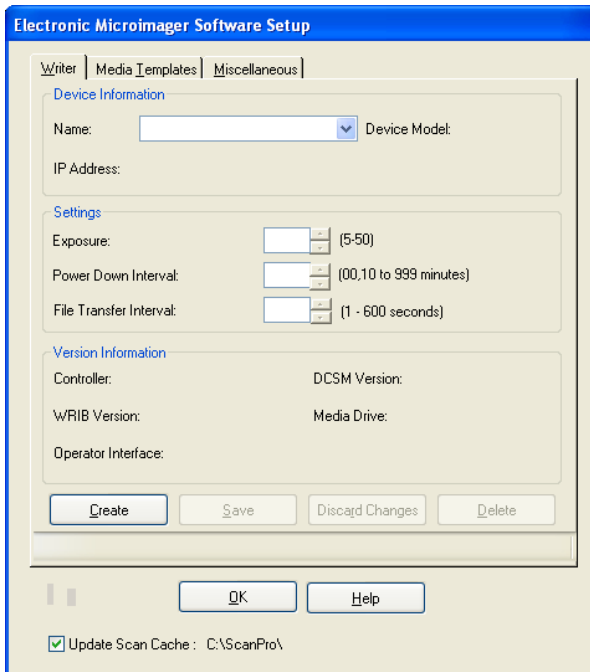 Electronic Microimager Software Setup
Writer Media Templates Miscellaneous
Device Information
Name: Device Model:
IP Address:
Settings
Exposure: (5-50)
Power Down Interval: (00,10 to 999 minutes)
File Transfer Interval: (1 - 600 seconds)
Version Information
Controller: DCSM Version:
WRIB Version: Media Drive:
Operator Interface:
Create Save Discard Changes Delete
OK Help
Update Scan Cache : C:\ScanPro\